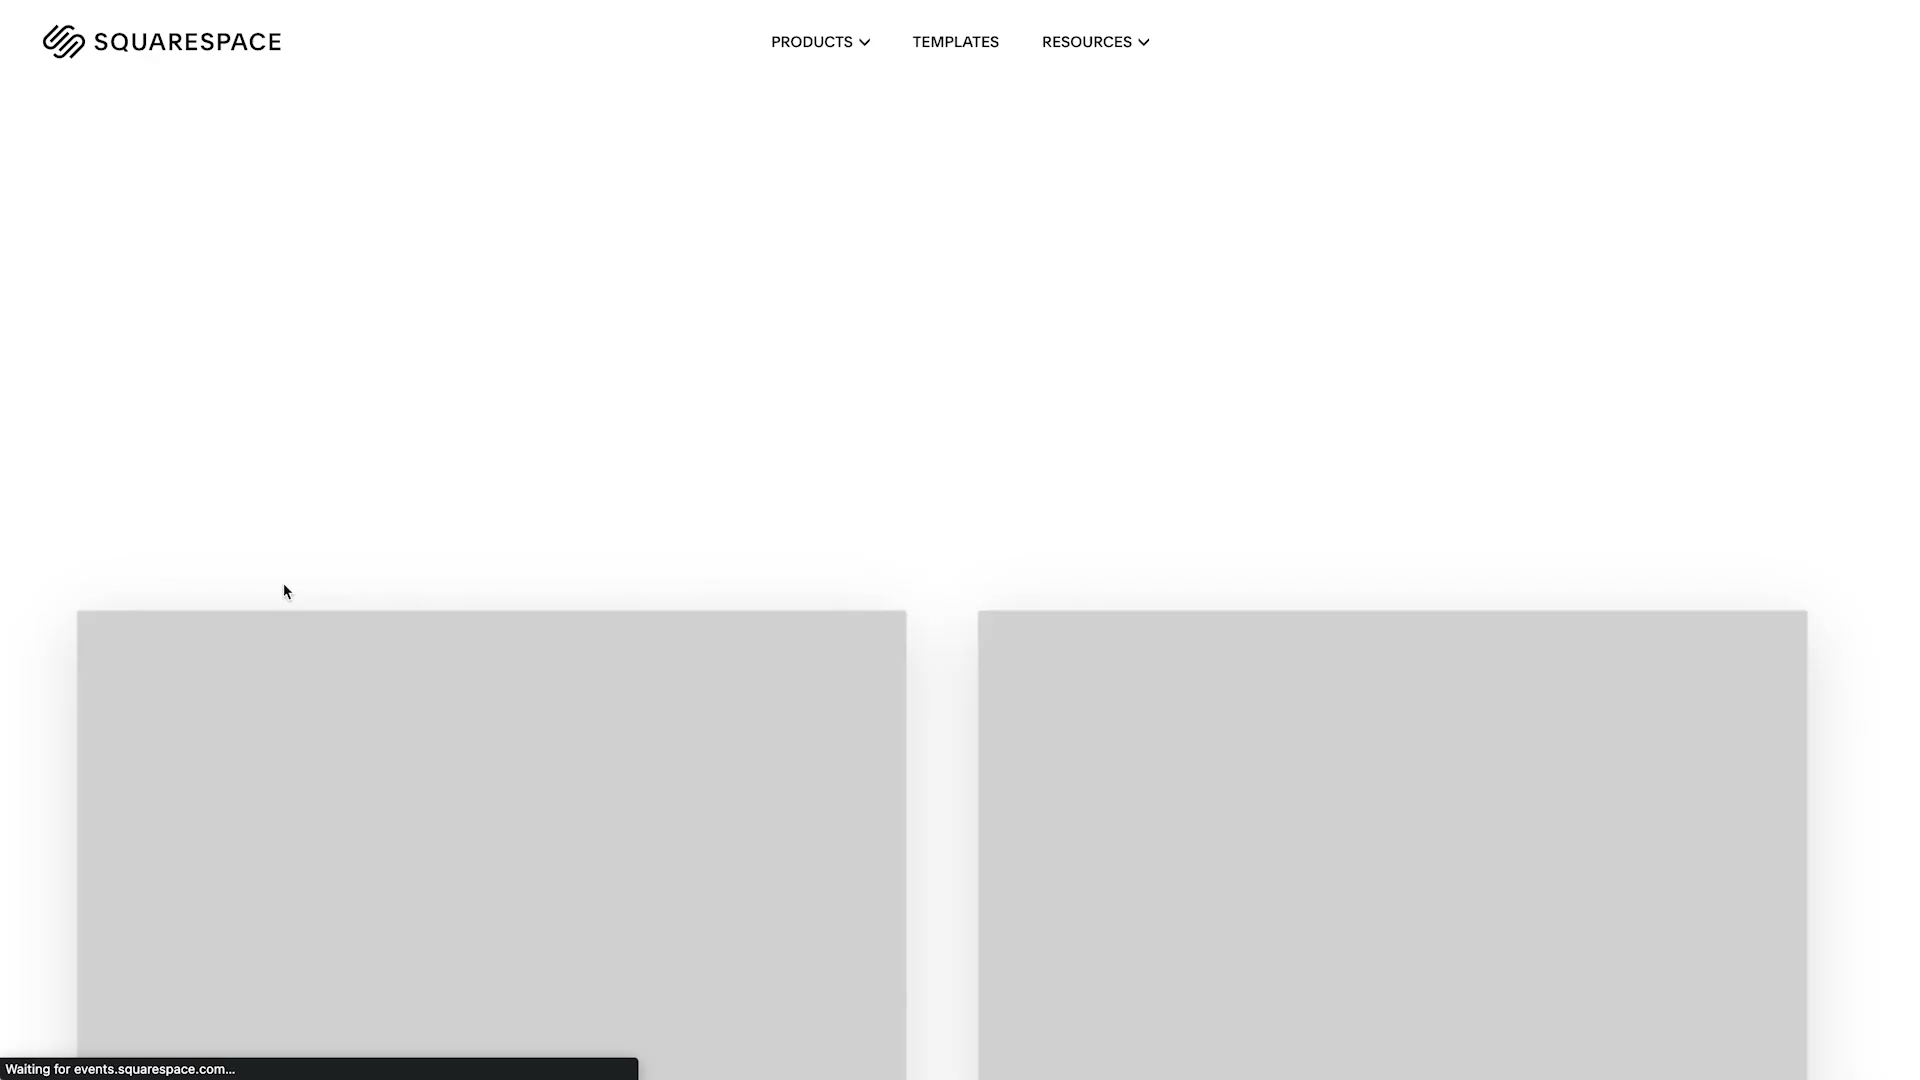 SQUARESPACE
PRODUCTS
TEMPLATES
RESOURCES
Waiting for events.squarespace.com...